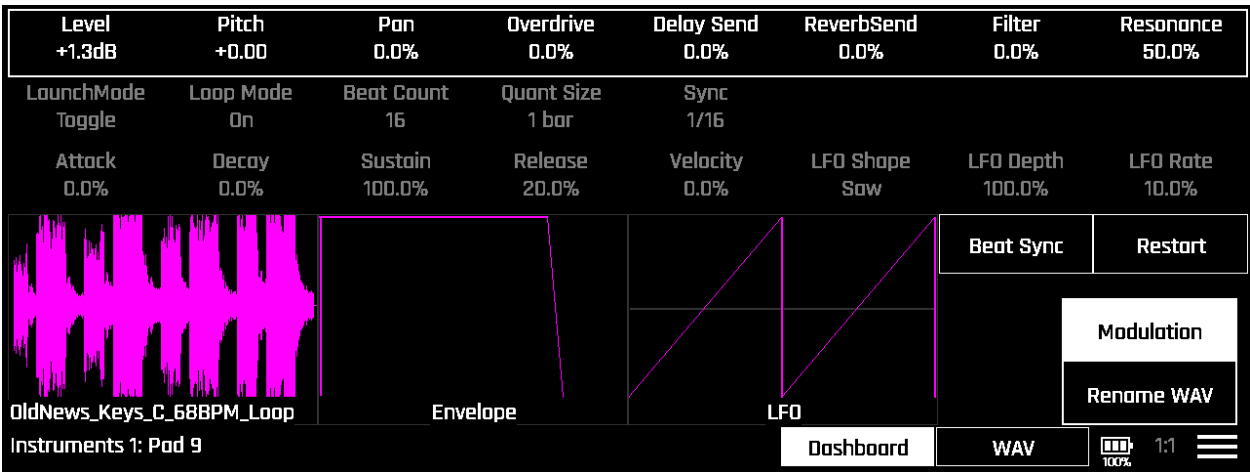 Level Pitch Pan Overdrive Delay Send ReverbSend Filter Resonance
+1.3dB +0.00 0.0% 0.0% 0.0% 0.0% 0.0% 50.0%
LaunchMode Loop Mode Beat Count Quant Size Sync
Toggle On 16 1 bar 1/16
Attack Decay Sustain Release Velocity LFO Shape LFO Depth LFO Rate
0.0% 0.0% 100.0% 20.0% 0.0% Saw 100.0% 10.0%
Beat Sync Restart
Modulation
Rename WAV
OldNews_Keys_C_68BPM_Loop Envelope LFO
Instruments 1: Pad 9 Dashboard WAV 100% 1:1